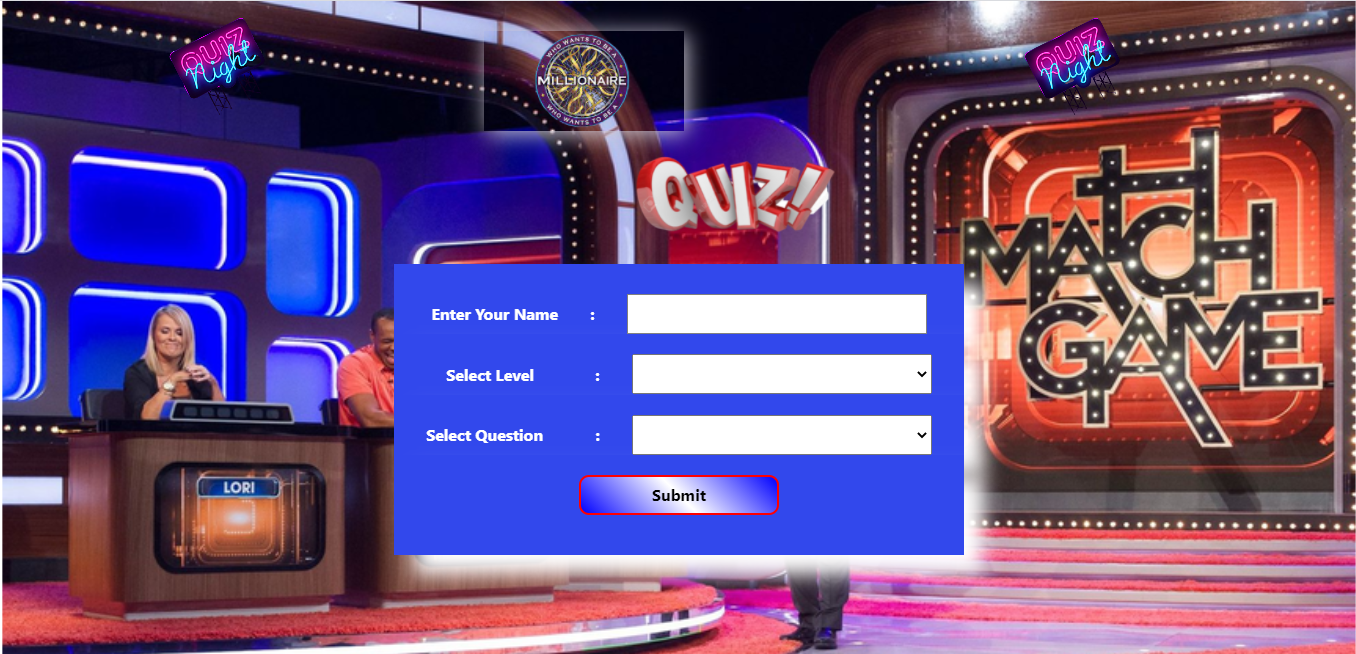 QUIZ
Night
WHO WANTS TO BE A
MILLIONAIRE
WHO WANTS TO BE A
QUIZ
Night
QUIZ!!
MATCH
GAME
Enter Your Name :
Select Level :
Select Question :
Submit
LORI